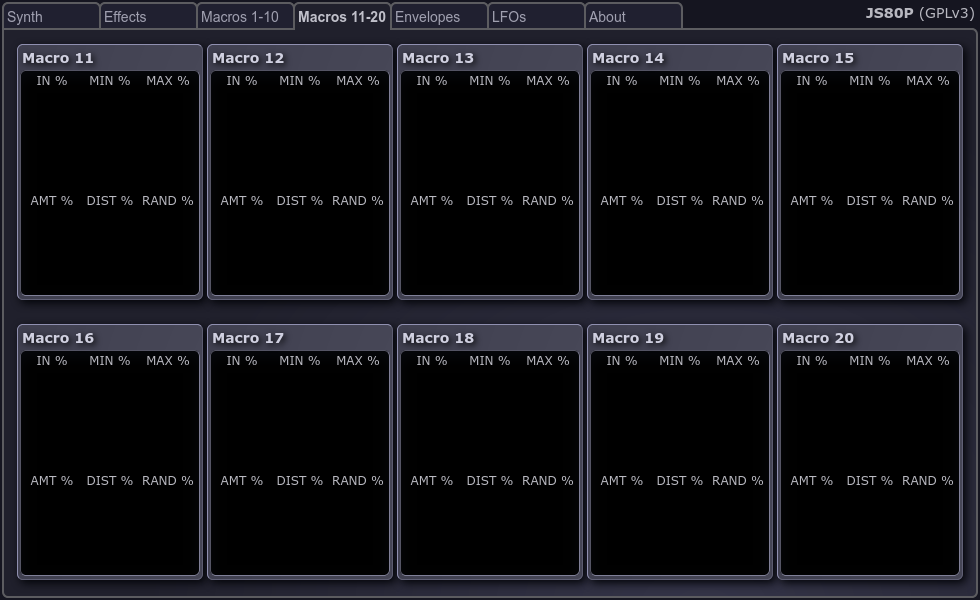 Synth Effects Macros 1-10 Macros 11-20 Envelopes LFOs About JS80P (GPLv3)
Macro 11 Macro 12 Macro 13 Macro 14 Macro 15
IN % MIN % MAX % IN % MIN % MAX % IN % MIN % MAX % IN % MIN % MAX % IN % MIN % MAX %
AMT % DIST % RAND % AMT % DIST % RAND % AMT % DIST % RAND % AMT % DIST % RAND % AMT % DIST % RAND %
Macro 16 Macro 17 Macro 18 Macro 19 Macro 20
IN % MIN % MAX % IN % MIN % MAX % IN % MIN % MAX % IN % MIN % MAX % IN % MIN % MAX %
AMT % DIST % RAND % AMT % DIST % RAND % AMT % DIST % RAND % AMT % DIST % RAND % AMT % DIST % RAND %